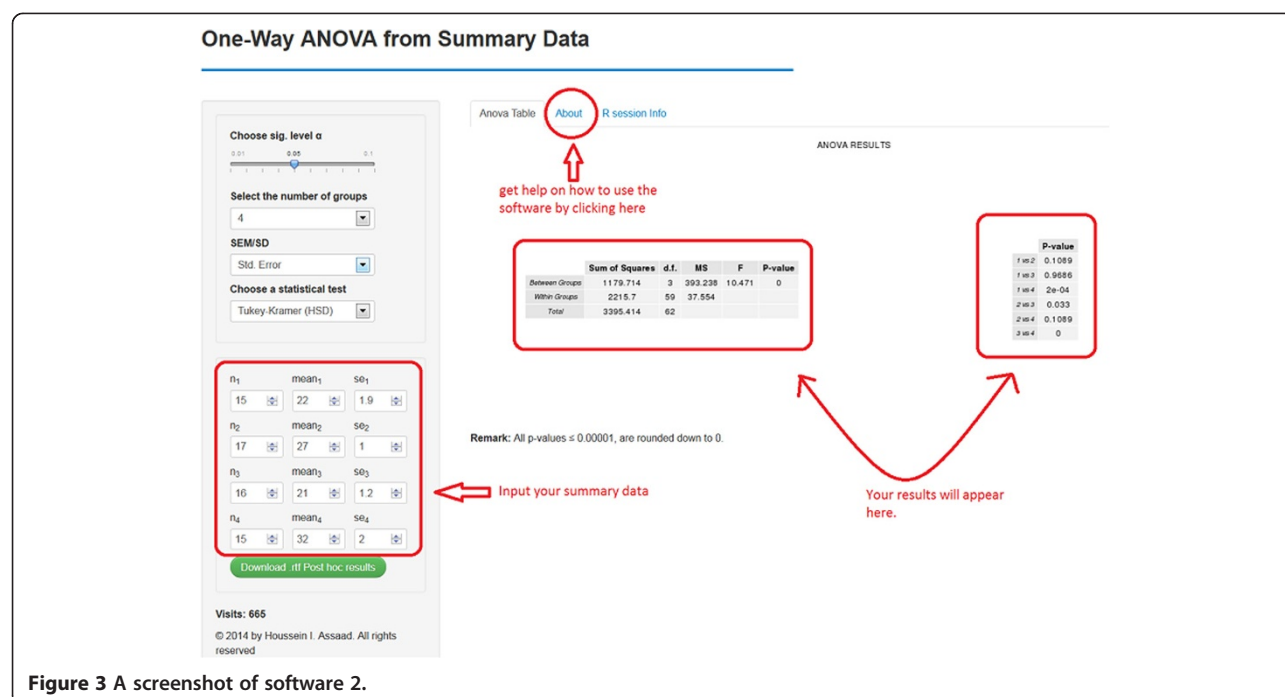 One-Way ANOVA from Summary Data
Choose sig. level α
0.01 0.05 0.1
Select the number of groups
4
SEM/SD
Std. Error
Choose a statistical test
Tukey-Kramer (HSD)
n1 mean1 se1
15 22 1.9
n2 mean2 se2
17 27 1
n3 mean3 se3
16 21 1.2
n4 mean4 se4
15 32 2
Download .rtf Post hoc results
Visits: 665
© 2014 by Houssein I. Assaad. All rights
reserved
Anova Table About R session Info
ANOVA RESULTS
get help on how to use the
software by clicking here
Sum of Squares d.f. MS F P-value
Between Groups 1179.714 3 393.238 10.471 0
Within Groups 2215.7 59 37.554
Total 3395.414 62
P-value
1 vs 2 0.1089
1 vs 3 0.9686
1 vs 4 2e-04
2 vs 3 0.033
2 vs 4 0.1089
3 vs 4 0
Remark: All p-values ≤ 0.00001, are rounded down to 0.
Input your summary data
Your results will appear
here.
Figure 3 A screenshot of software 2.